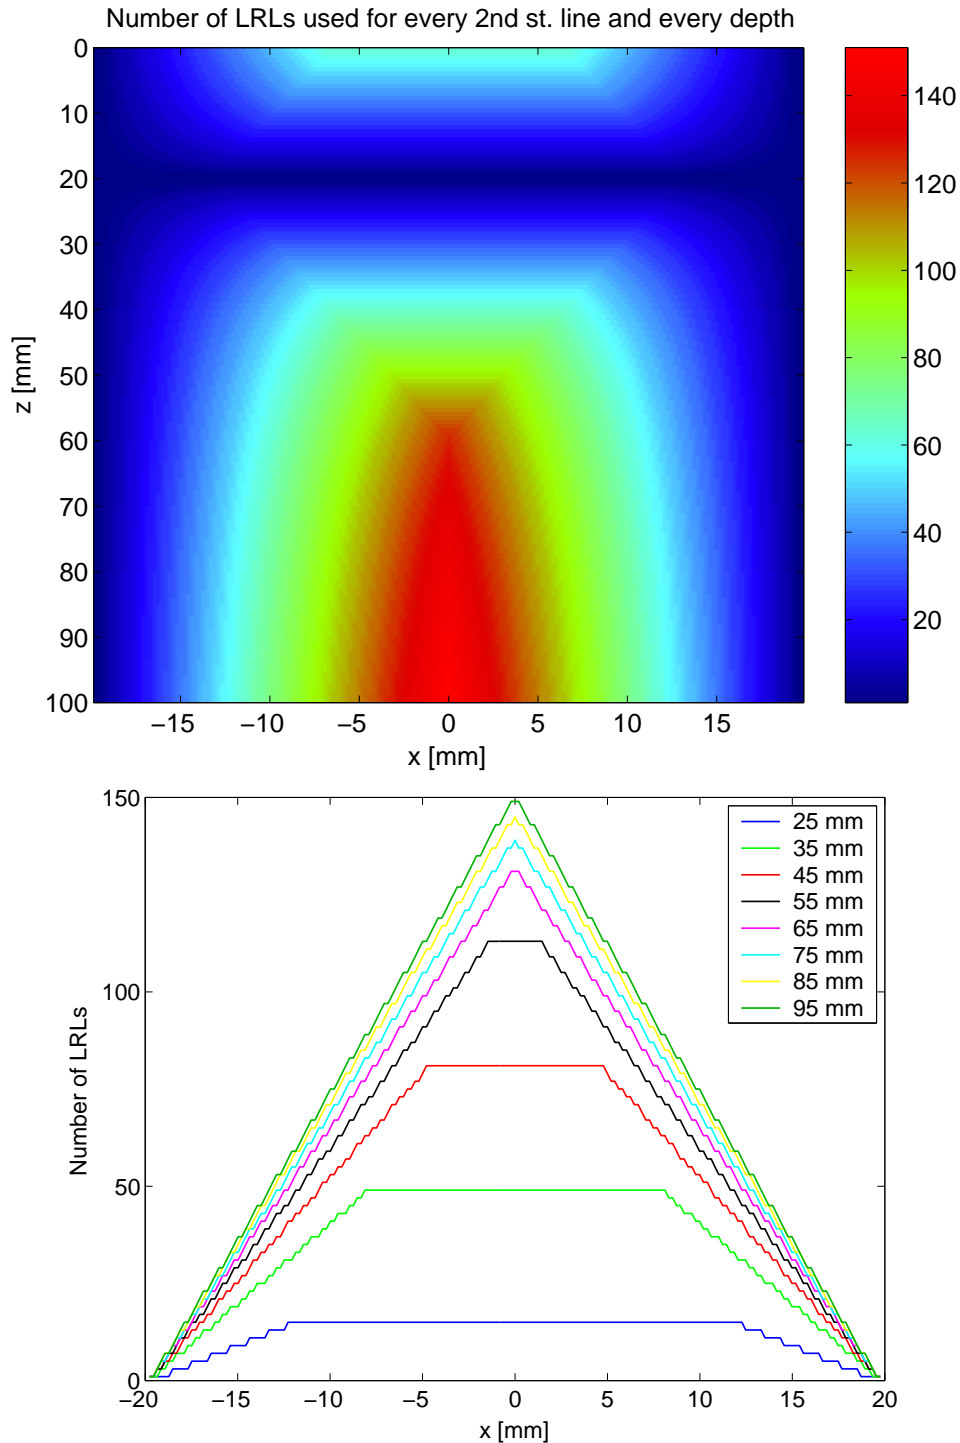 Number of LRLs used for every 2nd st. line and every depth
0
10
20
30
40
50
60
70
80
90
100
z [mm]
−15 −10 −5 0 5 10 15
x [mm]
140
120
100
80
60
40
20
150
100
50
0
Number of LRLs
−20 −15 −10 −5 0 5 10 15 20
x [mm]
25 mm
35 mm
45 mm
55 mm
65 mm
75 mm
85 mm
95 mm